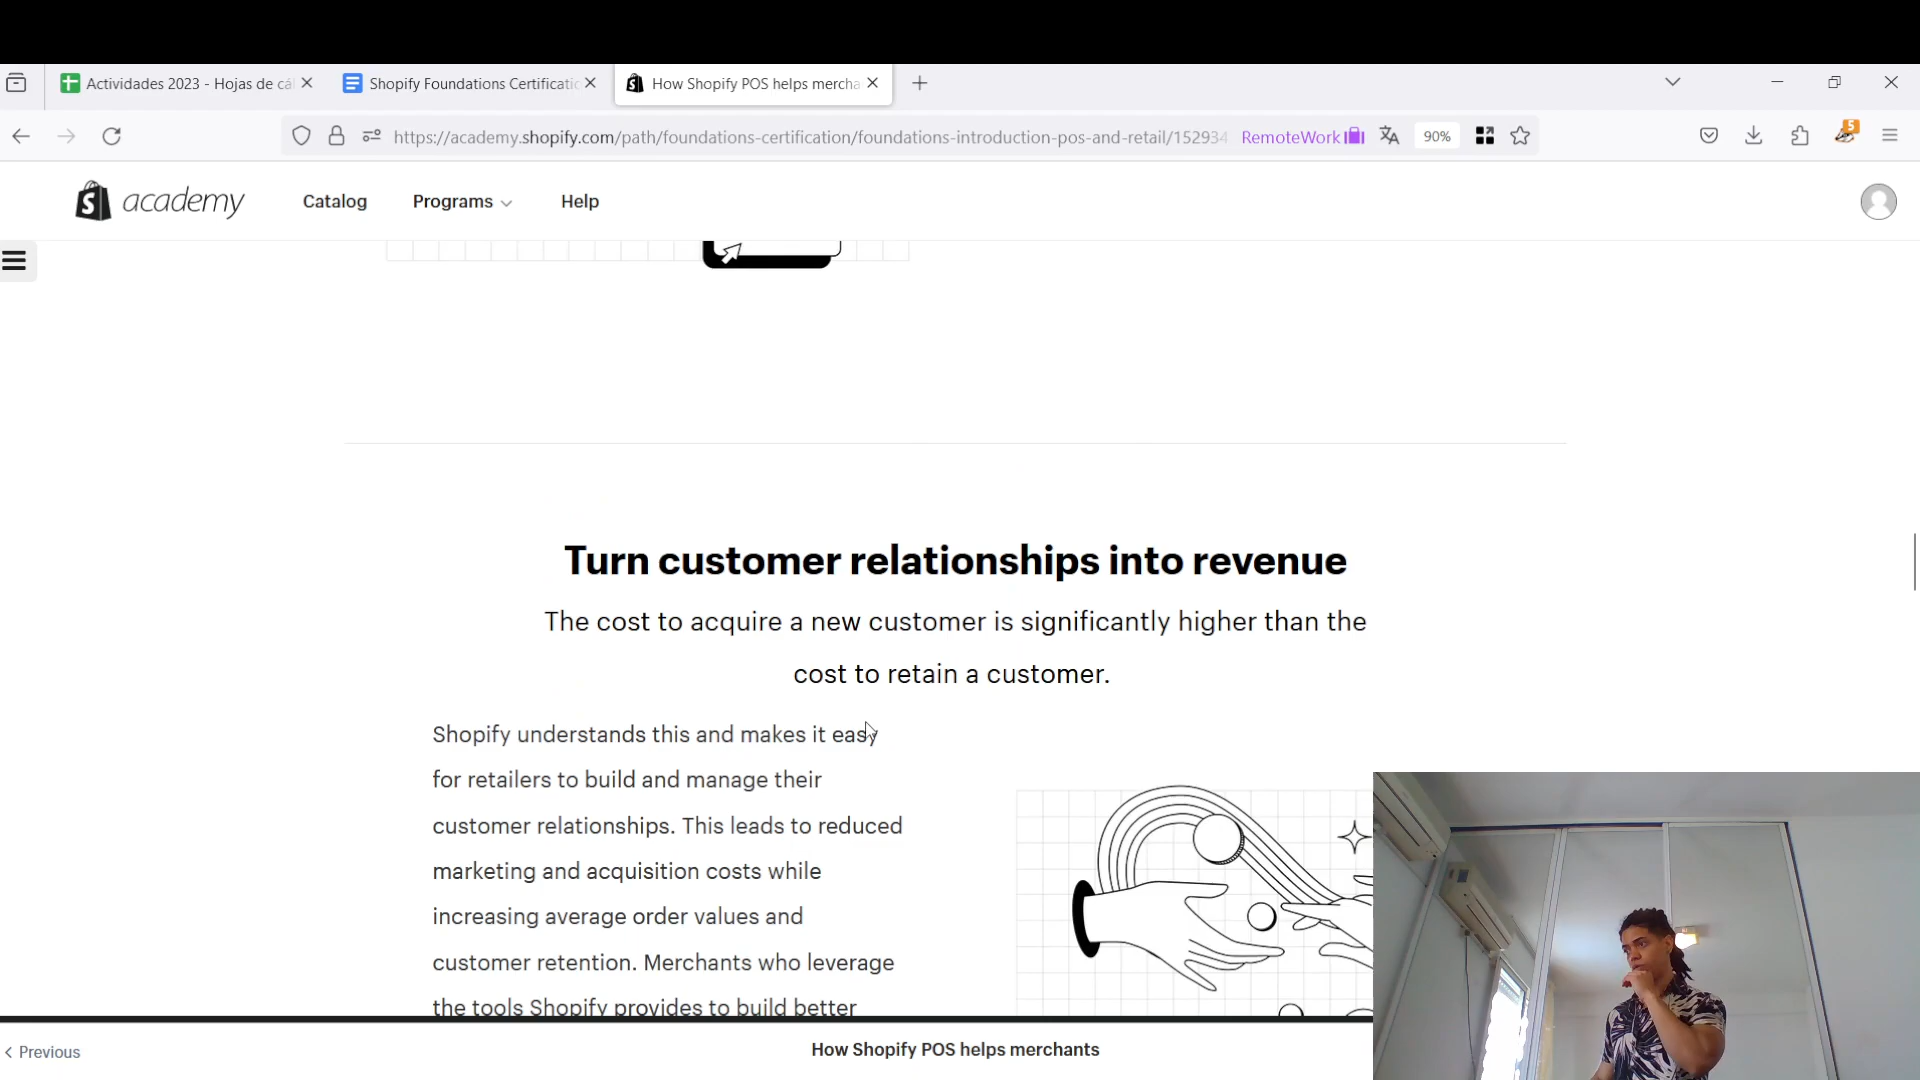 Actividades 2023 - Hojas de cál
Shopify Foundations Certificatio
How Shopify POS helps mercha
https://academy.shopify.com/path/foundations-certification/foundations-introduction-pos-and-retail/152934
RemoteWork
90%
5
academy
Catalog
Programs
Help
Turn customer relationships into revenue
The cost to acquire a new customer is significantly higher than the
cost to retain a customer.
Shopify understands this and makes it easy
for retailers to build and manage their
customer relationships. This leads to reduced
marketing and acquisition costs while
increasing average order values and
customer retention. Merchants who leverage
the tools Shopify provides to build better
Previous
How Shopify POS helps merchants